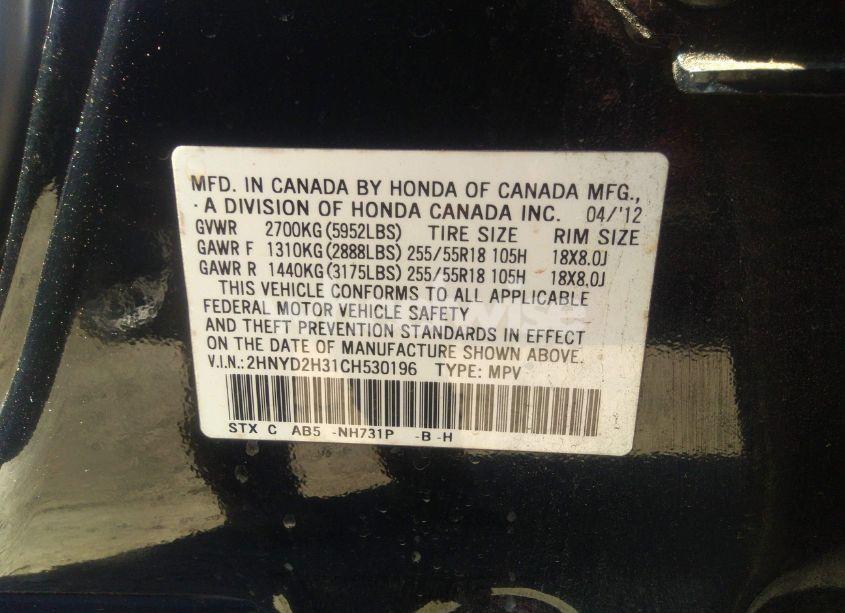 MFD. IN CANADA BY HONDA OF CANADA MFG.,
A DIVISION OF HONDA CANADA INC. 04/'12
GVWR 2700KG(5952LBS) TIRE SIZE RIM SIZE
GAWR F 1310KG(2888LBS) 255/55R18 105H 18X8.0J
GAWR R 1440KG(3175LBS) 255/55R18 105H 18X8.0J
THIS VEHICLE CONFORMS TO ALL APPLICABLE
FEDERAL MOTOR VEHICLE SAFETY
AND THEFT PREVENTION STANDARDS IN EFFECT
ON THE DATE OF MANUFACTURE SHOWN ABOVE.
V.I.N.:2HNYD2H31CH530196 TYPE: MPV
STX C AB5 -NH731P -B -H